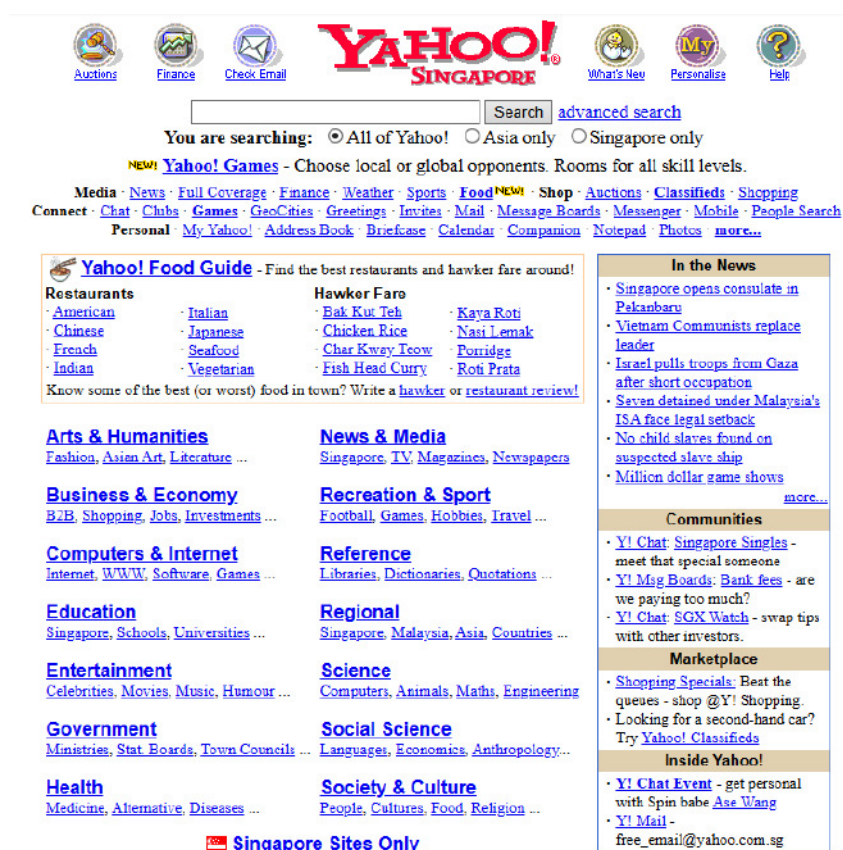 Auctions Finance Check Email YAHOO! SINGAPORE What's New Personalise Help
My
Search advanced search
You are searching: All of Yahoo! Asia only Singapore only
NEW! Yahoo! Games - Choose local or global opponents. Rooms for all skill levels.
Media · News · Full Coverage · Finance · Weather · Sports · Food NEW! · Shop · Auctions · Classifieds · Shopping
Connect · Chat · Clubs · Games · GeoCities · Greetings · Invites · Mail · Message Boards · Messenger · Mobile · People Search
Personal · My Yahoo! · Address Book · Briefcase · Calendar · Companion · Notepad · Photos · more...
Yahoo! Food Guide - Find the best restaurants and hawker fare around!
Restaurants Hawker Fare
· American · Italian · Bak Kut Teh · Kaya Roti
· Chinese · Japanese · Chicken Rice · Nasi Lemak
· French · Seafood · Char Kway Teow · Porridge
· Indian · Vegetarian · Fish Head Curry · Roti Prata
Know some of the best (or worst) food in town? Write a hawker or restaurant review!
Arts & Humanities
Fashion, Asian Art, Literature ...
News & Media
Singapore, TV, Magazines, Newspapers
Business & Economy
B2B, Shopping, Jobs, Investments ...
Recreation & Sport
Football, Games, Hobbies, Travel ...
Computers & Internet
Internet, WWW, Software, Games ...
Reference
Libraries, Dictionaries, Quotations ...
Education
Singapore, Schools, Universities ...
Regional
Singapore, Malaysia, Asia, Countries ...
Entertainment
Celebrities, Movies, Music, Humour ...
Science
Computers, Animals, Maths, Engineering
Government
Ministries, Stat. Boards, Town Councils ...
Social Science
Languages, Economics, Anthropology...
Health
Medicine, Alternative, Diseases ...
Society & Culture
People, Cultures, Food, Religion ...
Singapore Sites Only
In the News
· Singapore opens consulate in
Pekanbaru
· Vietnam Communists replace
leader
· Israel pulls troops from Gaza
after short occupation
· Seven detained under Malaysia's
ISA face legal setback
· No child slaves found on
suspected slave ship
· Million dollar game shows
more...
Communities
· Y! Chat: Singapore Singles -
meet that special someone
· Y! Msg Boards: Bank fees - are
we paying too much?
· Y! Chat: SGX Watch - swap tips
with other investors.
Marketplace
· Shopping Specials: Beat the
queues - shop @Y! Shopping.
· Looking for a second-hand car?
Try Yahoo! Classifieds
Inside Yahoo!
· Y! Chat Event - get personal
with Spin babe Ase Wang
· Y! Mail -
free_email@yahoo.com.sg